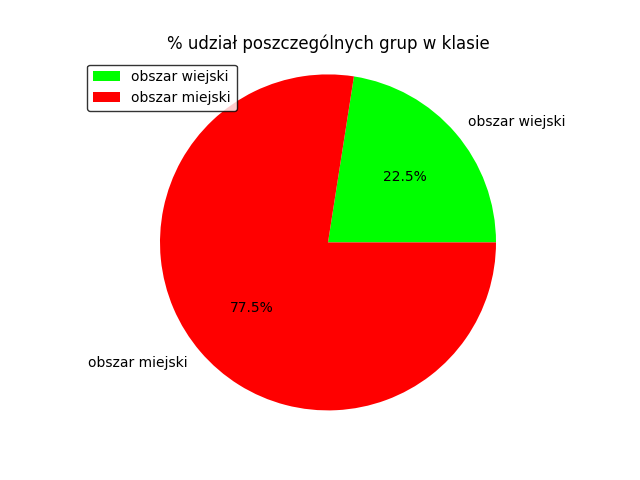 % udział poszczególnych grup w klasie
obszar wiejski
obszar miejski
obszar wiejski
22.5%
77.5%
obszar miejski